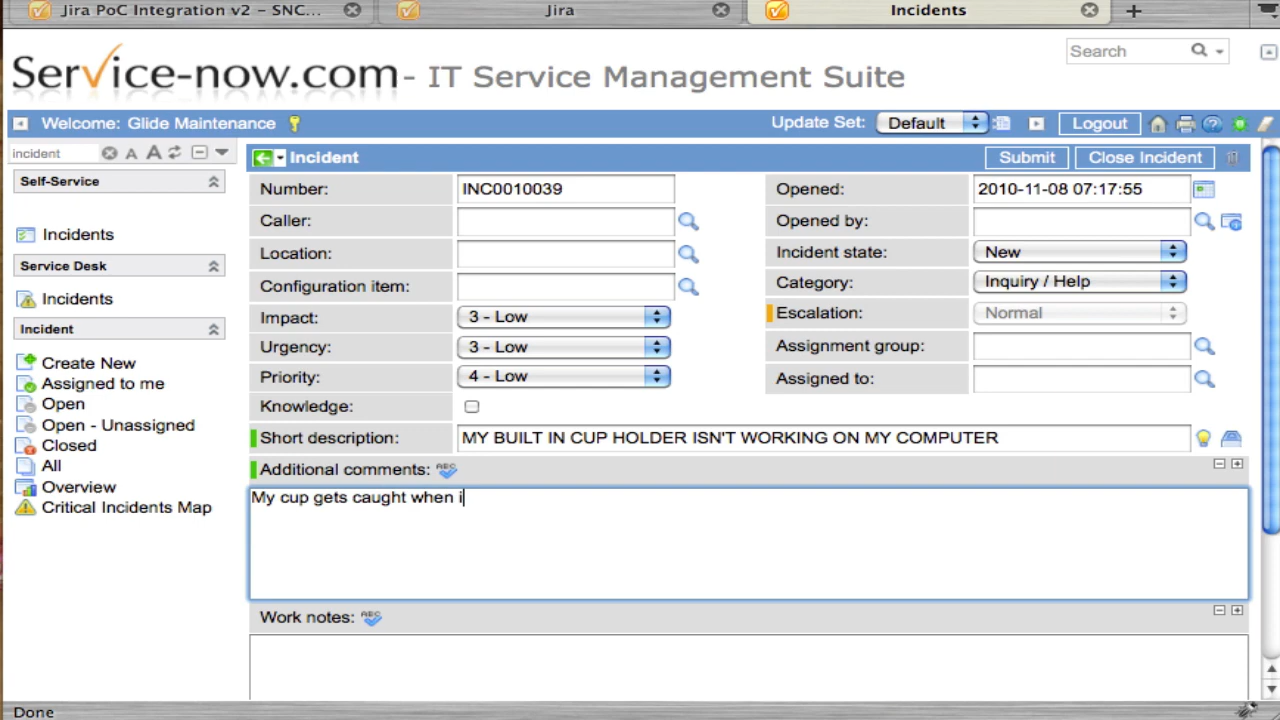 Jira PoC Integration v2 – SNC...
Jira
Incidents
Service-now.com - IT Service Management Suite
Search
Welcome: Glide Maintenance
Update Set: Default
Logout
incident
A A
Incident
Submit
Close Incident
Self-Service
Incidents
Service Desk
Incidents
Incident
Create New
Assigned to me
Open
Open - Unassigned
Closed
All
Overview
Critical Incidents Map
Number: INC0010039
Caller:
Location:
Configuration item:
Impact: 3 - Low
Urgency: 3 - Low
Priority: 4 - Low
Knowledge:
Opened: 2010-11-08 07:17:55
Opened by:
Incident state: New
Category: Inquiry / Help
Escalation: Normal
Assignment group:
Assigned to:
Short description: MY BUILT IN CUP HOLDER ISN'T WORKING ON MY COMPUTER
Additional comments: ABC
My cup gets caught when i
Work notes: ABC
Done